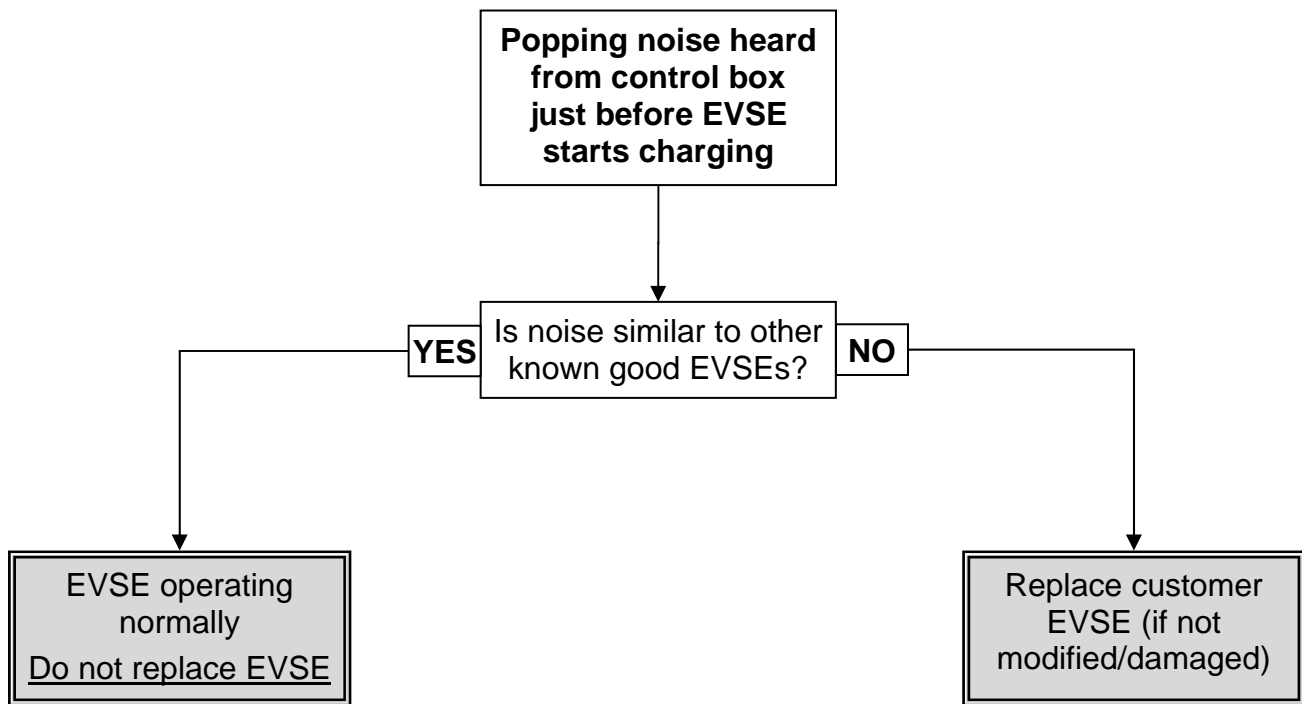 Popping noise heard
from control box
just before EVSE
starts charging
YES
Is noise similar to other
known good EVSEs?
NO
EVSE operating
normally
Do not replace EVSE
Replace customer
EVSE (if not
modified/damaged)